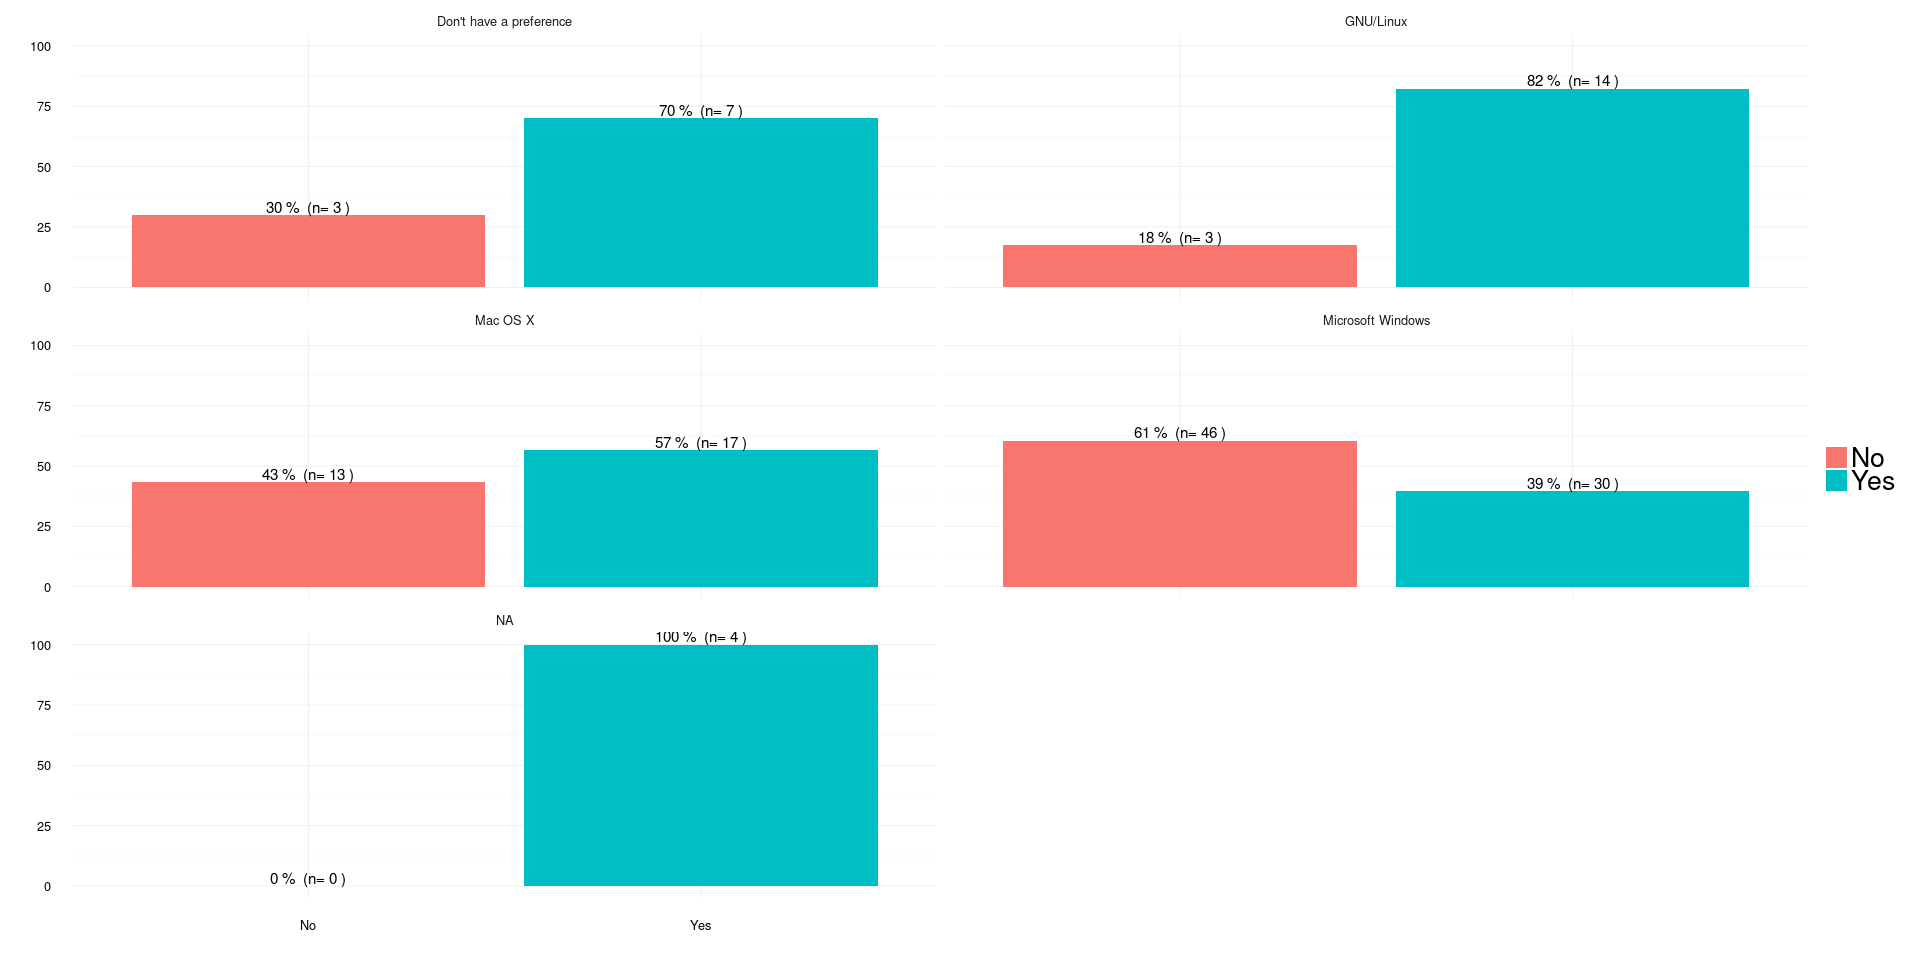 Don't have a preference
GNU/Linux
100
75
50
25
0
30 % (n= 3 )
70 % (n= 7 )
18 % (n= 3 )
82 % (n= 14 )
Mac OS X
Microsoft Windows
100
75
50
25
0
43 % (n= 13 )
57 % (n= 17 )
61 % (n= 46 )
39 % (n= 30 )
No
Yes
NA
100
75
50
25
0
0 % (n= 0 )
100 % (n= 4 )
No
Yes